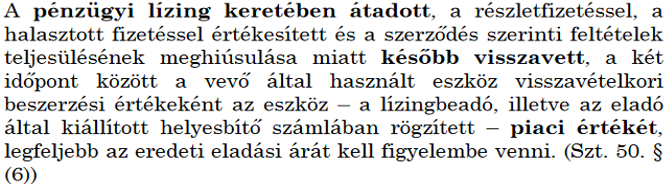 A pénzügyi lízing keretében átadott, a részletfizetéssel, a
halasztott fizetéssel értékesített és a szerződés szerinti feltételek
teljesülésének meghiúsulása miatt később visszavett, a két
időpont között a vevő által használt eszköz visszavételkori
beszerzési értékeként az eszköz – a lízingbeadó, illetve az eladó
által kiállított helyesbítő számlában rögzített – piaci értékét,
legfeljebb az eredeti eladási árát kell figyelembe venni. (Szt. 50. §
(6))